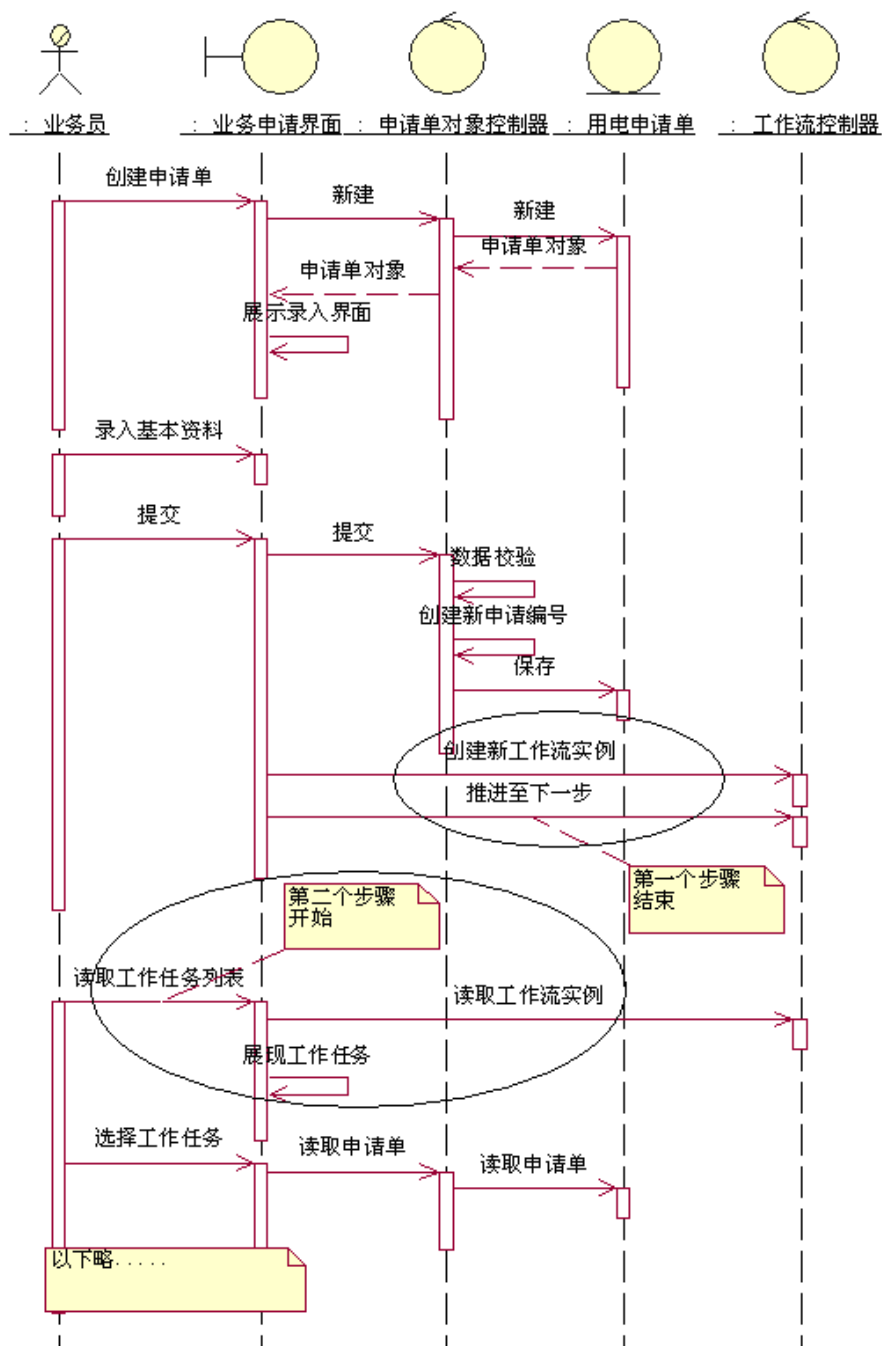 : 业务员
: 业务申请界面
: 申请单对象控制器
: 用电申请单
: 工作流控制器
创建申请单
新建
新建
申请单对象
申请单对象
展示录入界面
录入基本资料
提交
提交
数据校验
创建新申请编号
保存
创建新工作流实例
推进至下一步
第一个步骤
结束
第二个步骤
开始
读取工作任务列表
读取工作流实例
展现工作任务
选择工作任务
读取申请单
读取申请单
以下略.....